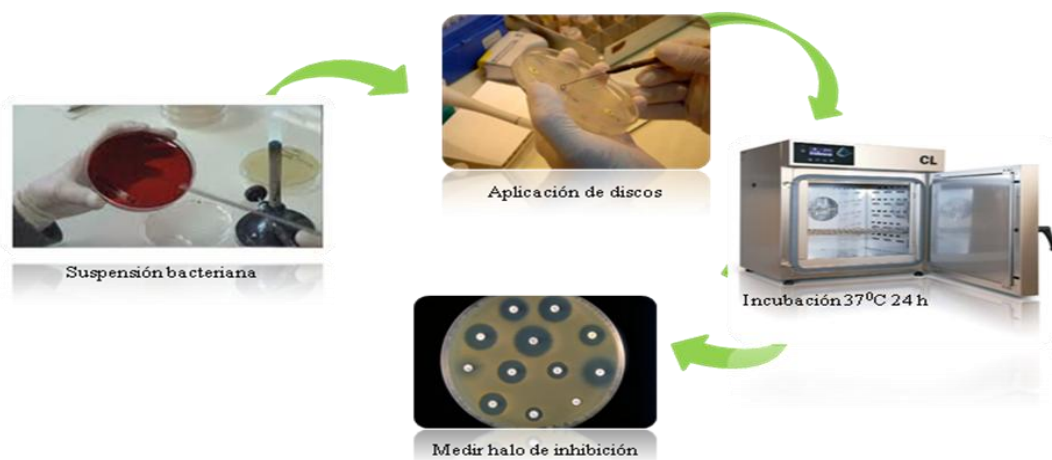 Suspensión bacteriana
Aplicación de discos
CL
Incubación 37⁰C 24 h
Medir halo de inhibición